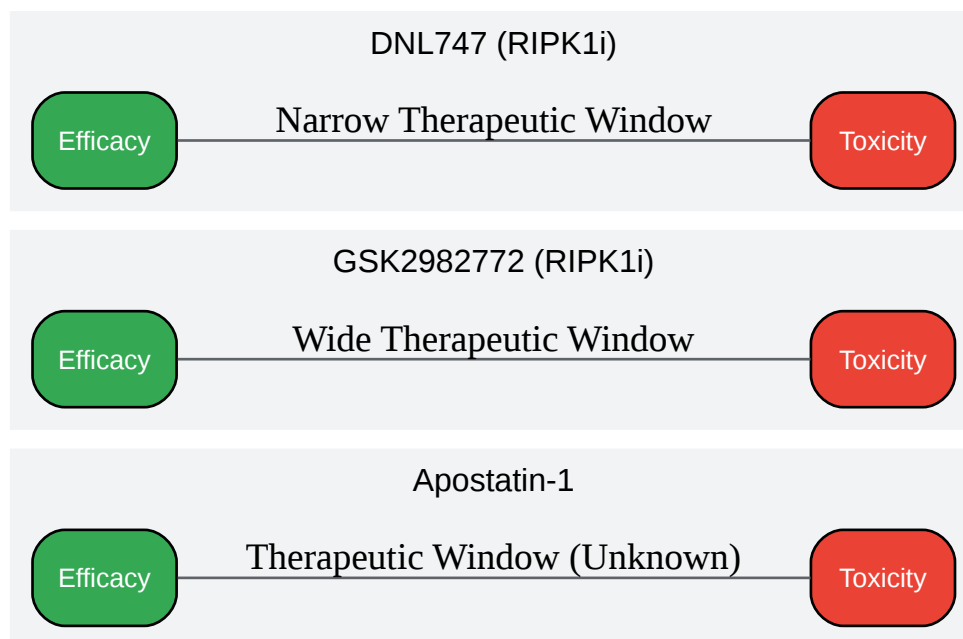 DNL747 (RIPK1i)
Efficacy
Narrow Therapeutic Window
Toxicity
GSK2982772 (RIPK1i)
Efficacy
Wide Therapeutic Window
Toxicity
Apostatin-1
Efficacy
Therapeutic Window (Unknown)
Toxicity